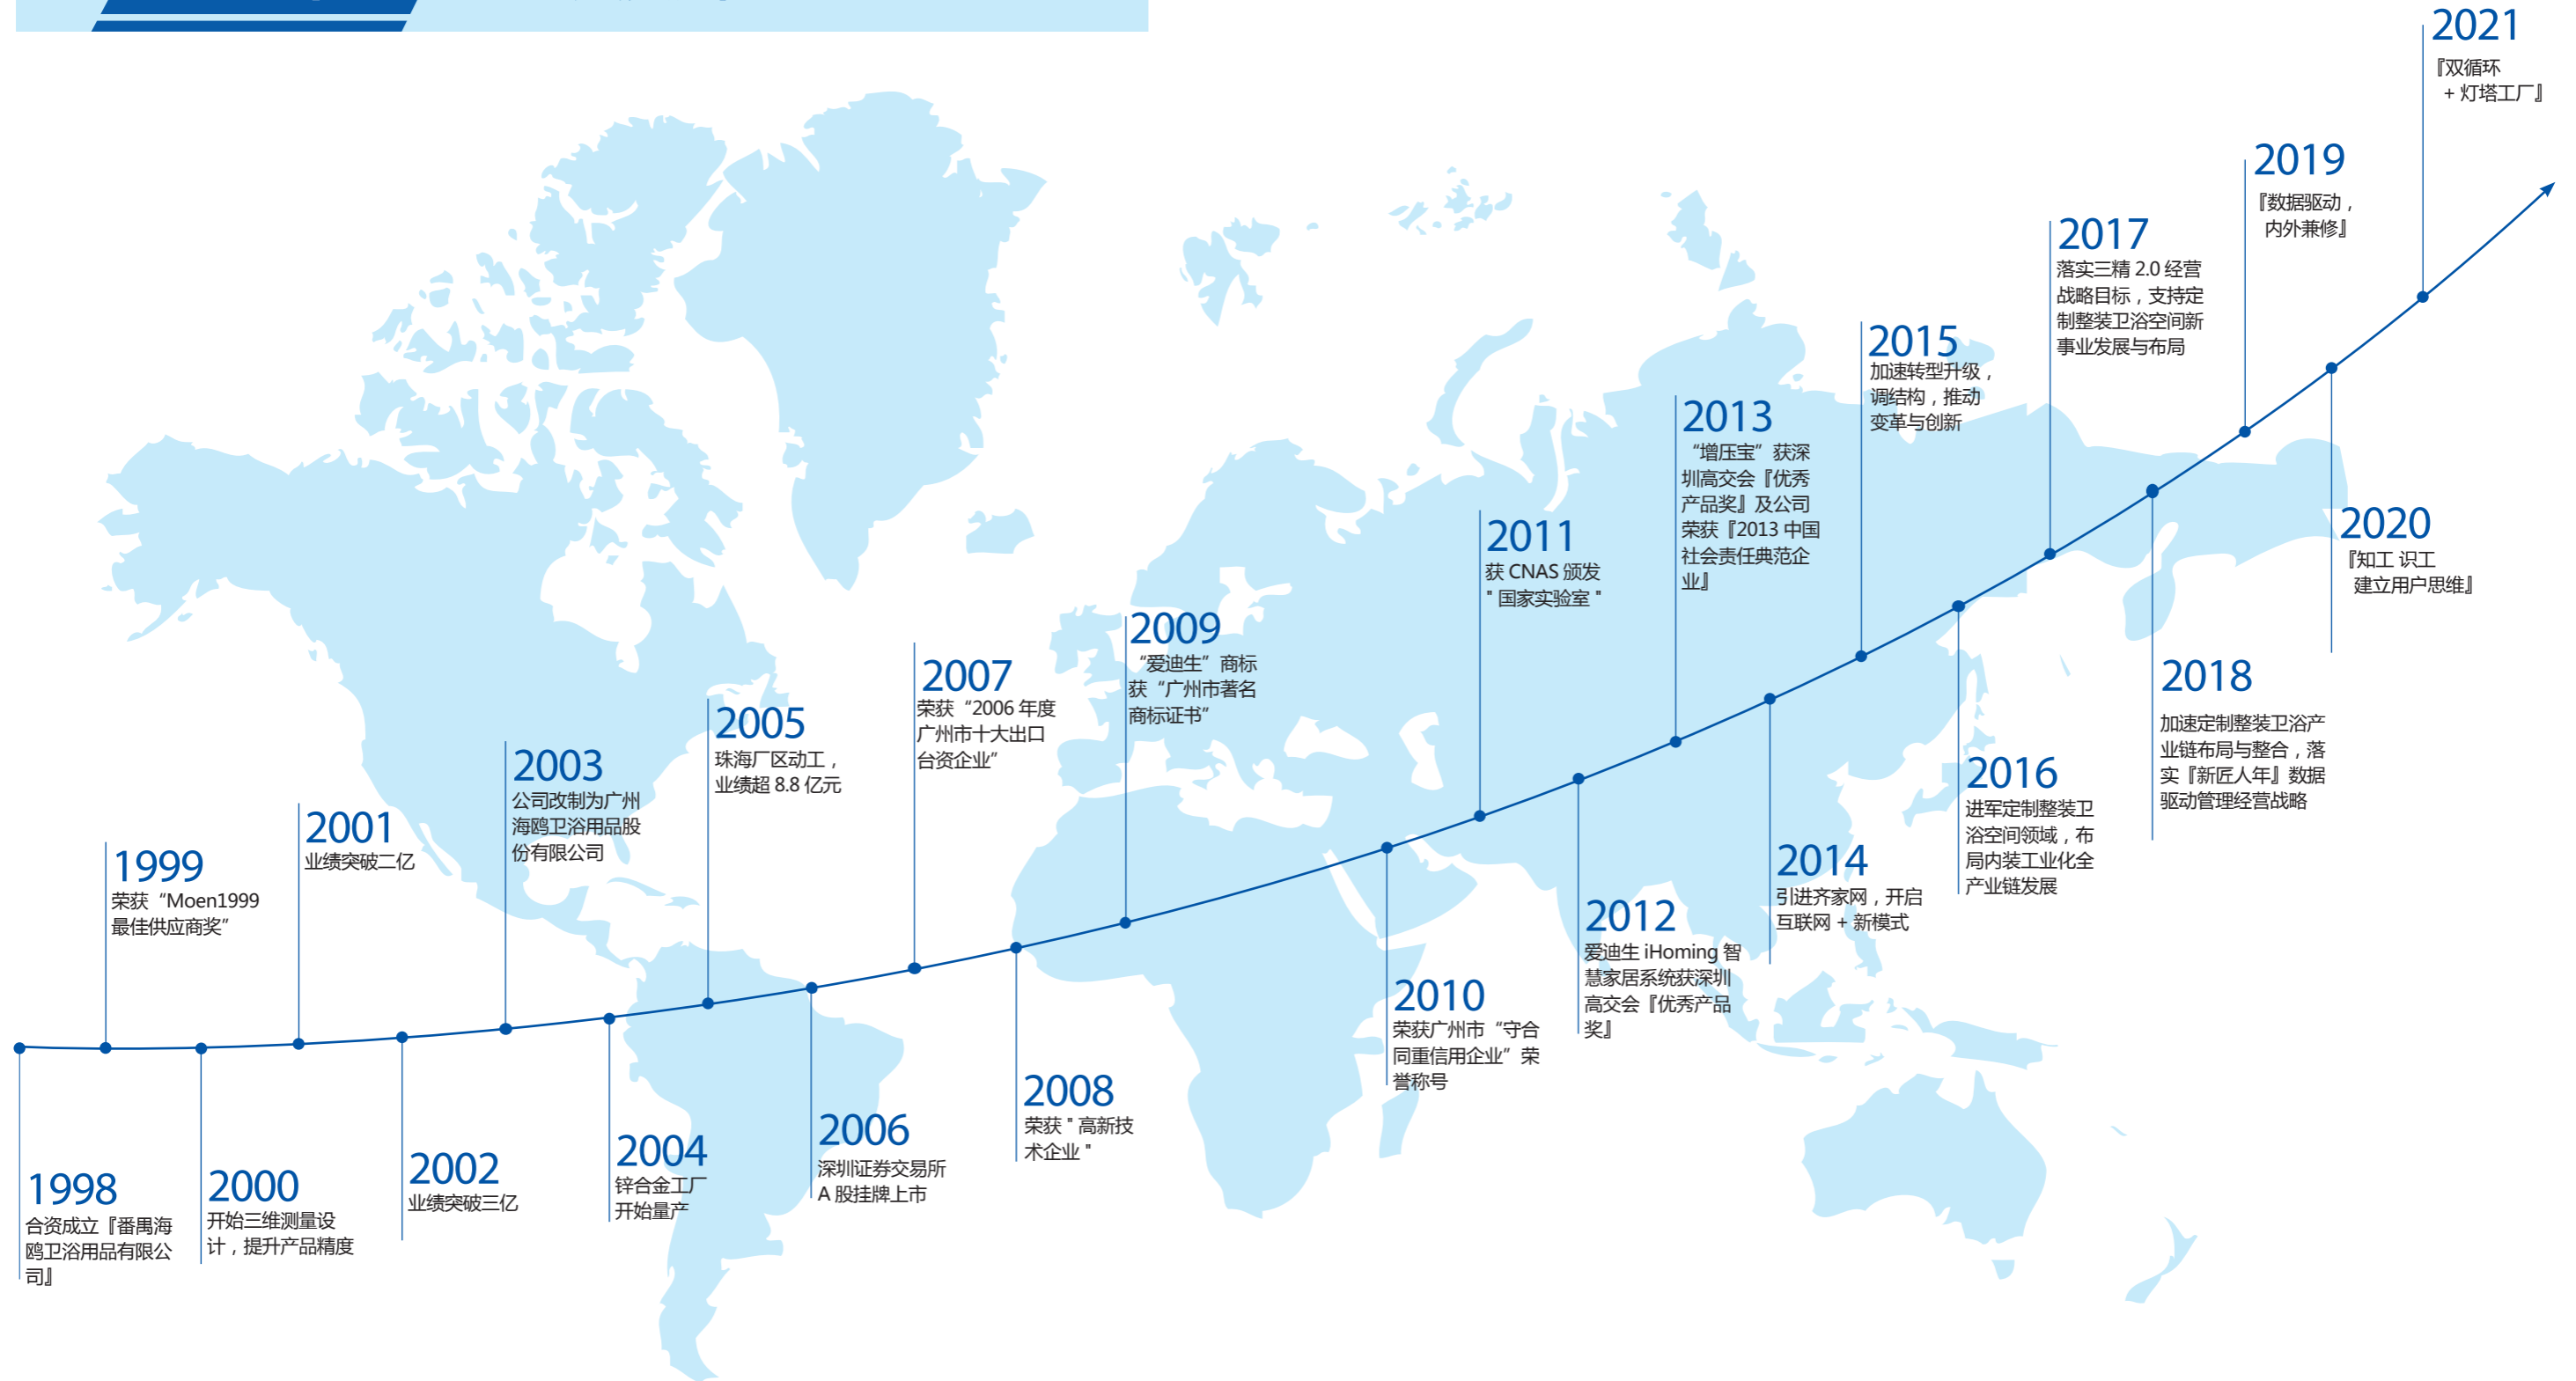 1998
合资成立『番禺海
鸥卫浴用品有限公
司』
1999
荣获“Moen1999
最佳供应商奖”
2000
开始三维测量设
计，提升产品精度
2001
业绩突破二亿
2002
业绩突破三亿
2003
公司改制为广州
海鸥卫浴用品股
份有限公司
2004
锌合金工厂
开始量产
2005
珠海厂区动工，
业绩超 8.8 亿元
2006
深圳证券交易所
A 股挂牌上市
2007
荣获“2006 年度
广州市十大出口
台资企业”
2008
荣获 " 高新技
术企业 "
2009
“爱迪生”商标
获“广州市著名
商标证书”
2010
荣获广州市“守合
同重信用企业”荣
誉称号
2011
获 CNAS 颁发
" 国家实验室 "
2012
爱迪生 iHoming 智
慧家居系统获深圳
高交会『优秀产品
奖』
2013
“增压宝”获深
圳高交会『优秀
产品奖』及公司
荣获『2013 中国
社会责任典范企
业』
2014
引进齐家网，开启
互联网 + 新模式
2015
加速转型升级，
调结构，推动
变革与创新
2016
进军定制整装卫
浴空间领域，布
局内装工业化全
产业链发展
2017
落实三精 2.0 经营
战略目标，支持定
制整装卫浴空间新
事业发展与布局
2018
加速定制整装卫浴产
业链布局与整合，落
实『新匠人年』数据
驱动管理经营战略
2019
『数据驱动，
内外兼修』
2020
『知工 识工
建立用户思维』
2021
『双循环
+ 灯塔工厂』